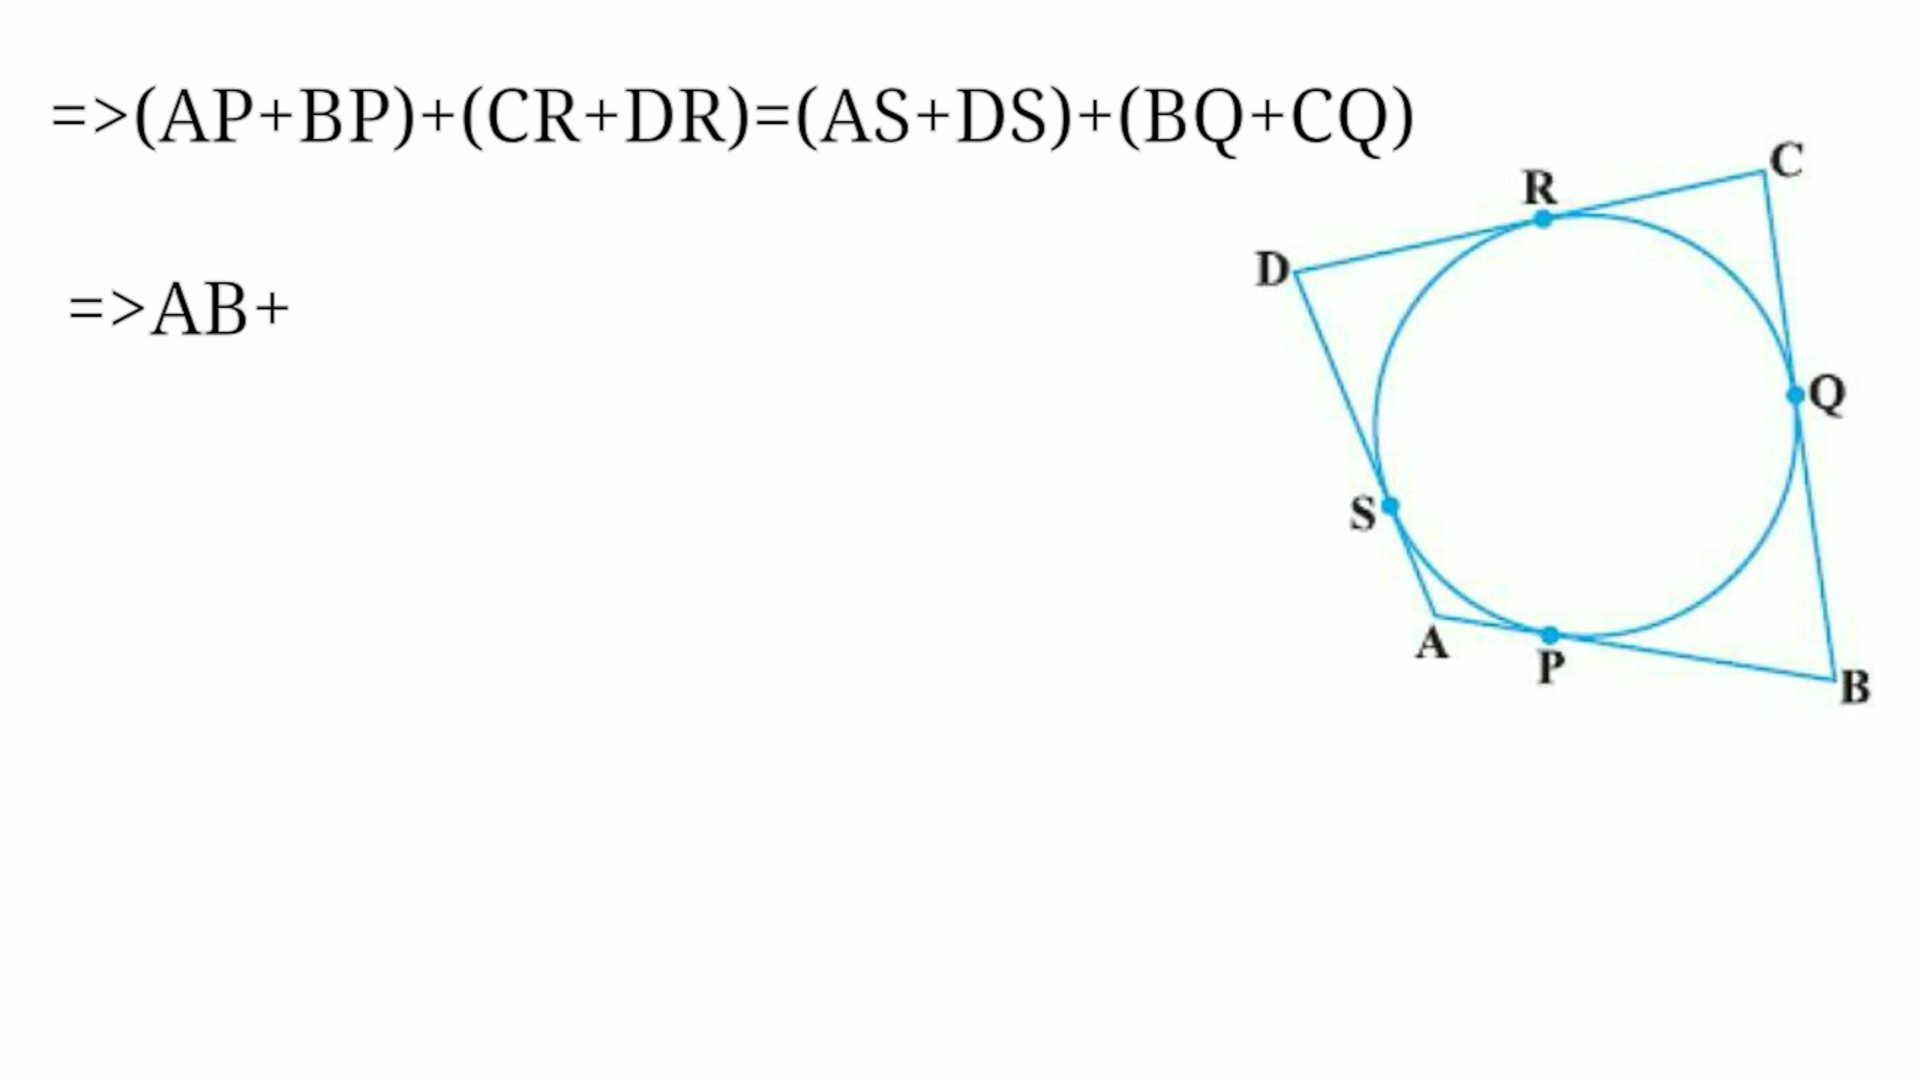 =>(AP+BP)+(CR+DR)=(AS+DS)+(BQ+CQ)
C
R
D
=>AB+
Q
S
A
P
B